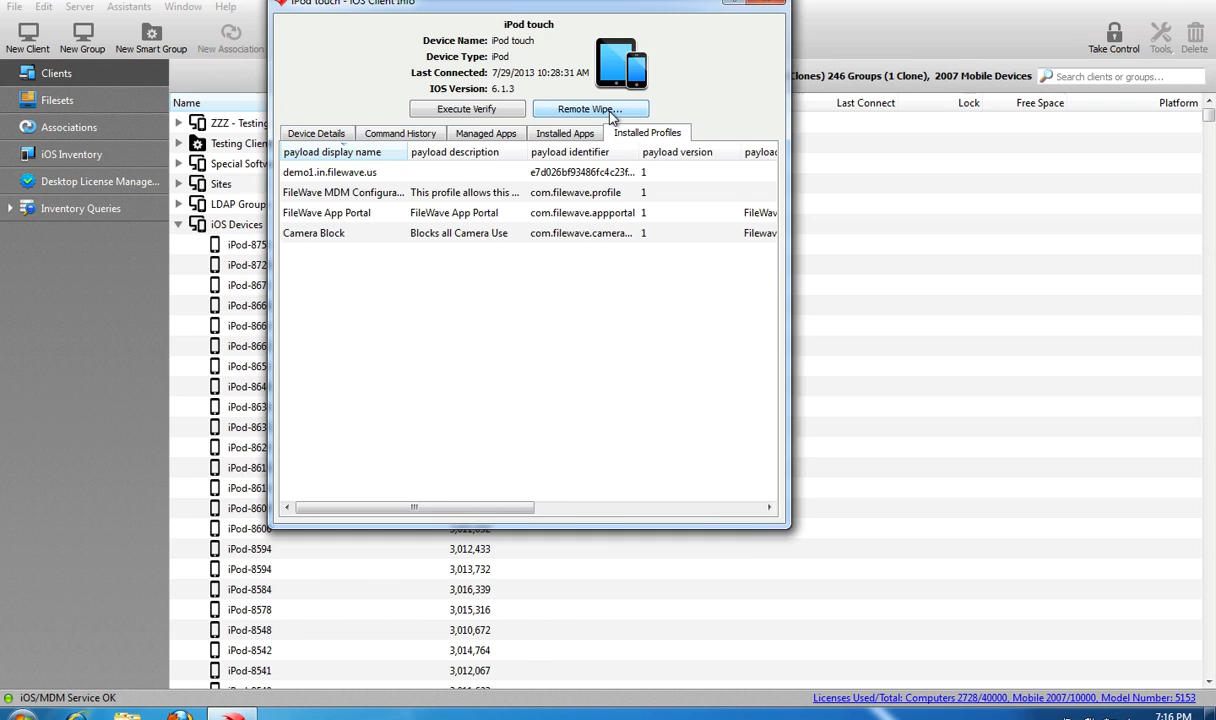 iPod touch - iOS Client Info
File Edit Server Assistants Window Help
New Client New Group New Smart Group New Association Take Control Tools, Delete
iPod touch
Device Name: iPod touch
Device Type: iPod
Last Connected: 7/29/2013 10:28:31 AM
IOS Version: 6.1.3
Execute Verify Remote Wipe...
Device Details Command History Managed Apps Installed Apps Installed Profiles
payload display name payload description payload identifier payload version payload
demo1.in.filewave.us e7d026bf93486fc4c23f... 1
FileWave MDM Configura... This profile allows this ... com.filewave.profile 1
FileWave App Portal FileWave App Portal com.filewave.appportal 1 FileWav
Camera Block Blocks all Camera Use com.filewave.camera... 1 Filewav
Clients
Filesets
Associations
iOS Inventory
Desktop License Manage...
Inventory Queries
Clones) 246 Groups (1 Clone), 2007 Mobile Devices Search clients or groups...
Name Last Connect Lock Free Space Platform
ZZZ - Testing
Testing Clien
Special Softw
Sites
LDAP Group
iOS Devices
iPod-875
iPod-872
iPod-867
iPod-866
iPod-866
iPod-866
iPod-865
iPod-864
iPod-863
iPod-863
iPod-862
iPod-861
iPod-861
iPod-860
iPod-8600
iPod-8594 3,012,433
iPod-8594 3,013,732
iPod-8584 3,016,339
iPod-8578 3,015,316
iPod-8548 3,010,672
iPod-8542 3,014,764
iPod-8541 3,012,067
iOS/MDM Service OK Licenses Used/Total: Computers 2728/40000, Mobile 2007/10000, Model Number: 5153
7:16 PM